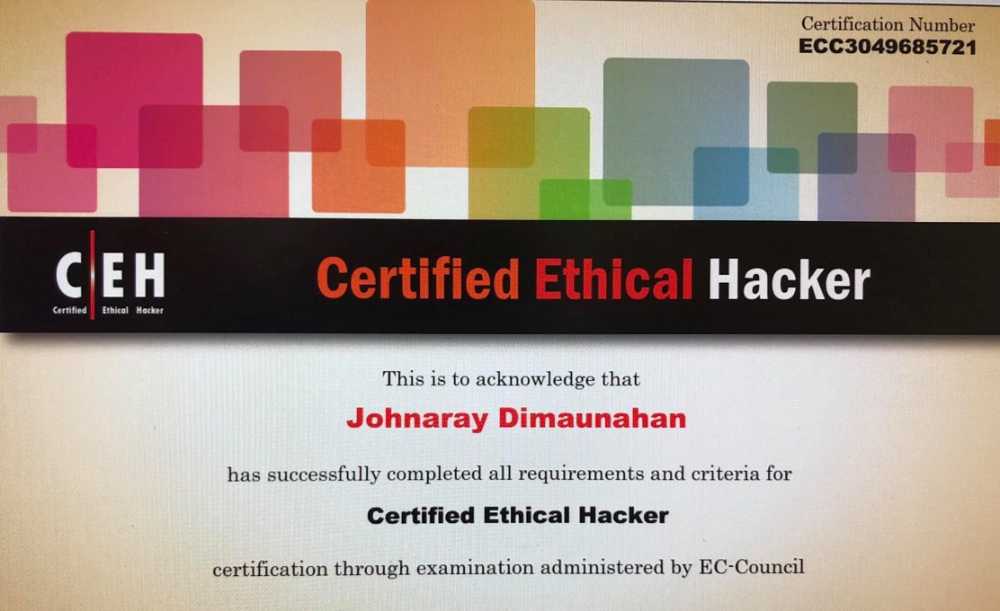 Certification Number
ECC3049685721
C|EH
Certified Ethical Hacker
Certified Ethical Hacker
This is to acknowledge that
Johnaray Dimaunahan
has successfully completed all requirements and criteria for
Certified Ethical Hacker
certification through examination administered by EC-Council